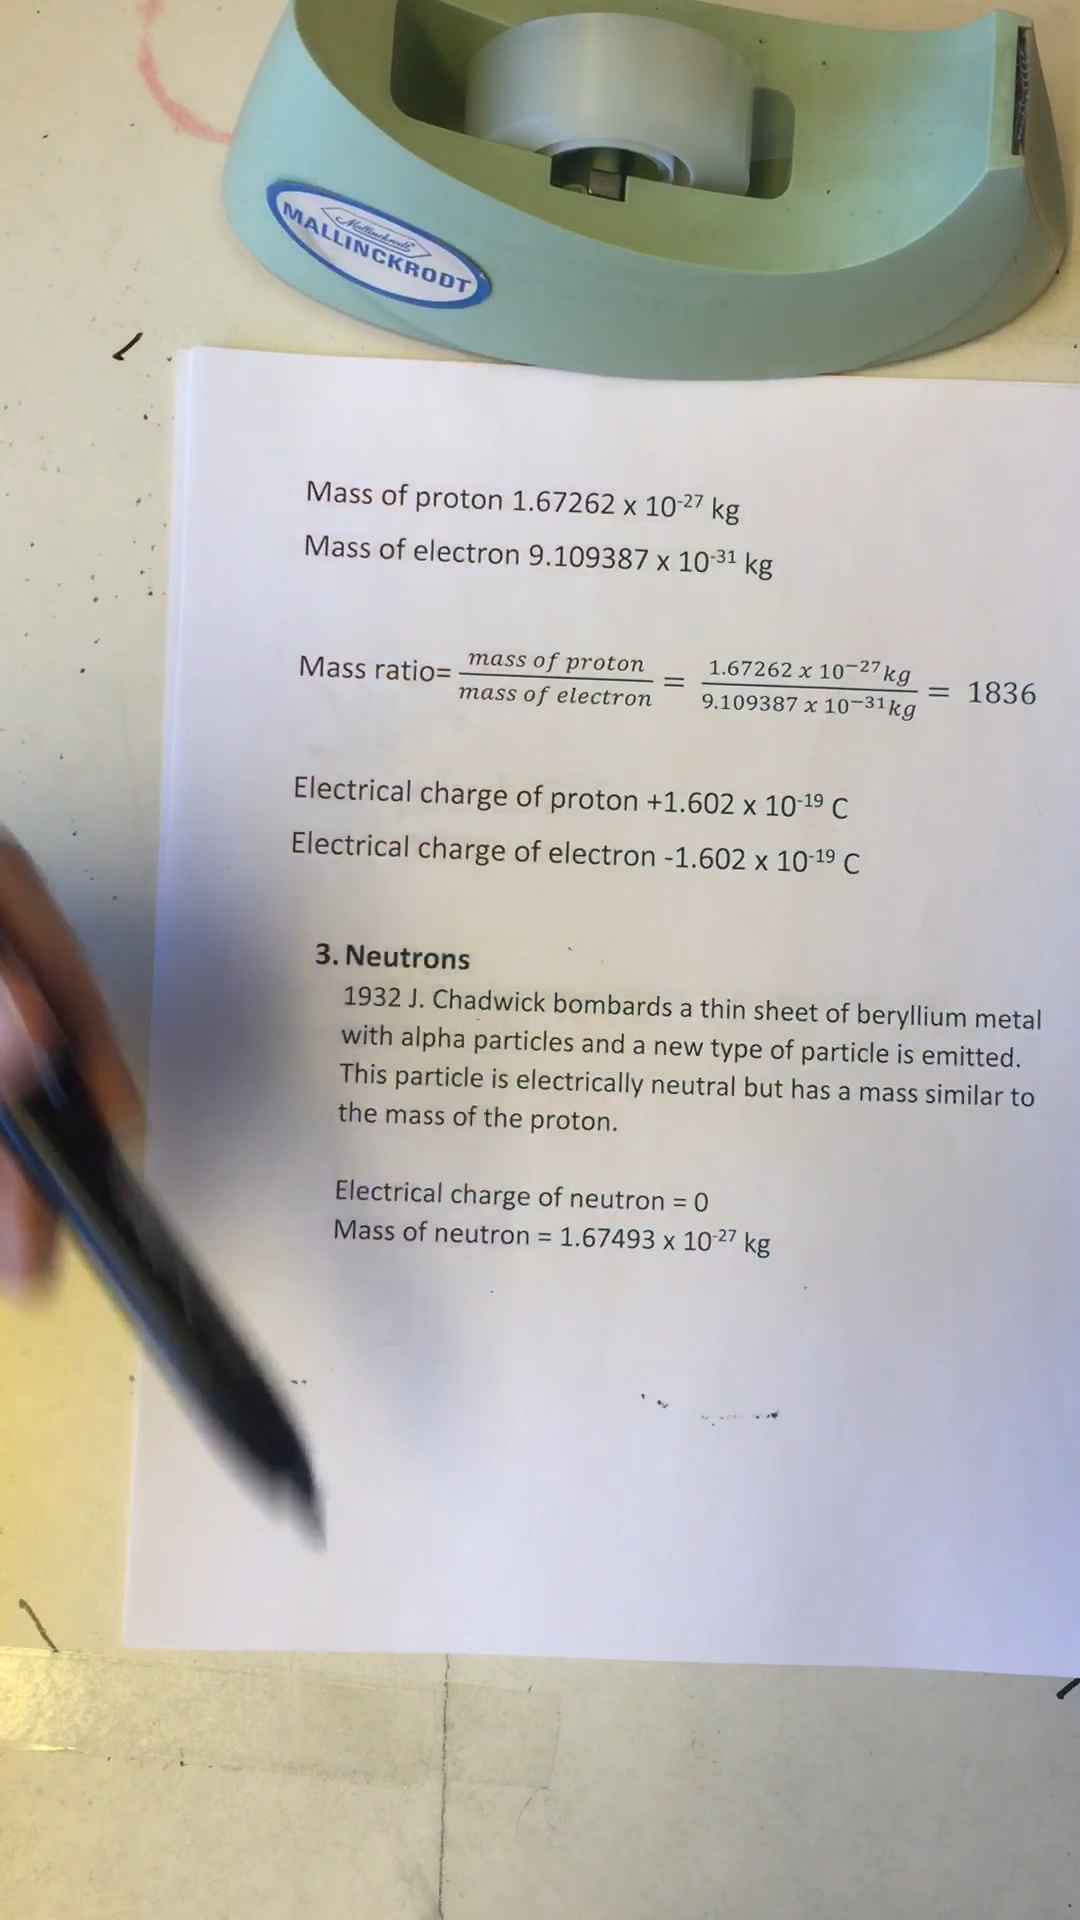 Mallinckrodt
MALLINCKRODT
Mass of proton 1.67262 x 10⁻²⁷ kg
Mass of electron 9.109387 x 10⁻³¹ kg
Mass ratio= mass of proton / mass of electron = 1.67262 x 10⁻²⁷kg / 9.109387 x 10⁻³¹kg = 1836
Electrical charge of proton +1.602 x 10⁻¹⁹ C
Electrical charge of electron -1.602 x 10⁻¹⁹ C
3. Neutrons
1932 J. Chadwick bombards a thin sheet of beryllium metal
with alpha particles and a new type of particle is emitted.
This particle is electrically neutral but has a mass similar to
the mass of the proton.
Electrical charge of neutron = 0
Mass of neutron = 1.67493 x 10⁻²⁷ kg